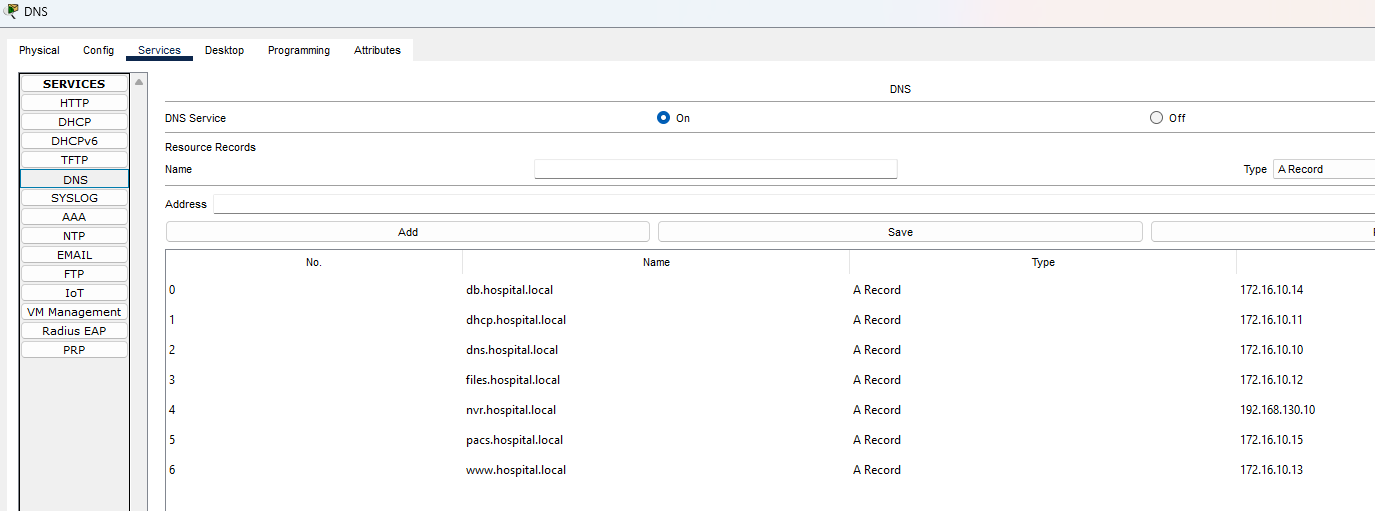 DNS
Physical Config Services Desktop Programming Attributes
SERVICES
HTTP
DHCP
DHCPv6
TFTP
DNS
SYSLOG
AAA
NTP
EMAIL
FTP
IoT
VM Management
Radius EAP
PRP
DNS
DNS Service On Off
Resource Records
Name Type A Record
Address
Add Save
No. Name Type
0 db.hospital.local A Record 172.16.10.14
1 dhcp.hospital.local A Record 172.16.10.11
2 dns.hospital.local A Record 172.16.10.10
3 files.hospital.local A Record 172.16.10.12
4 nvr.hospital.local A Record 192.168.130.10
5 pacs.hospital.local A Record 172.16.10.15
6 www.hospital.local A Record 172.16.10.13